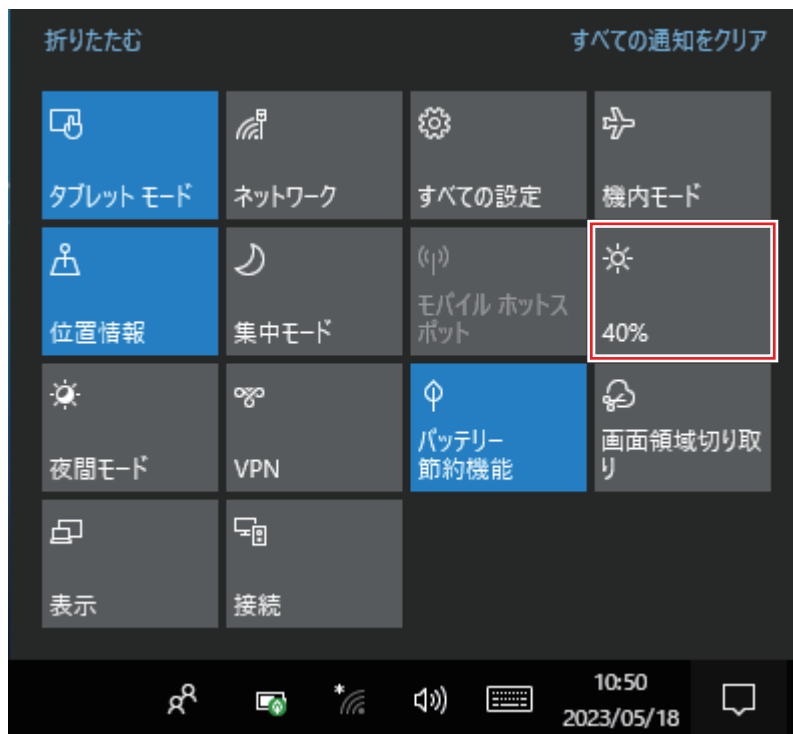 折りたたむ すべての通知をクリア
タブレット モード ネットワーク すべての設定 機内モード
位置情報 集中モード モバイル ホットス
ポット 40%
夜間モード VPN バッテリー
節約機能 画面領域切り取
り
表示 接続
10:50
2023/05/18